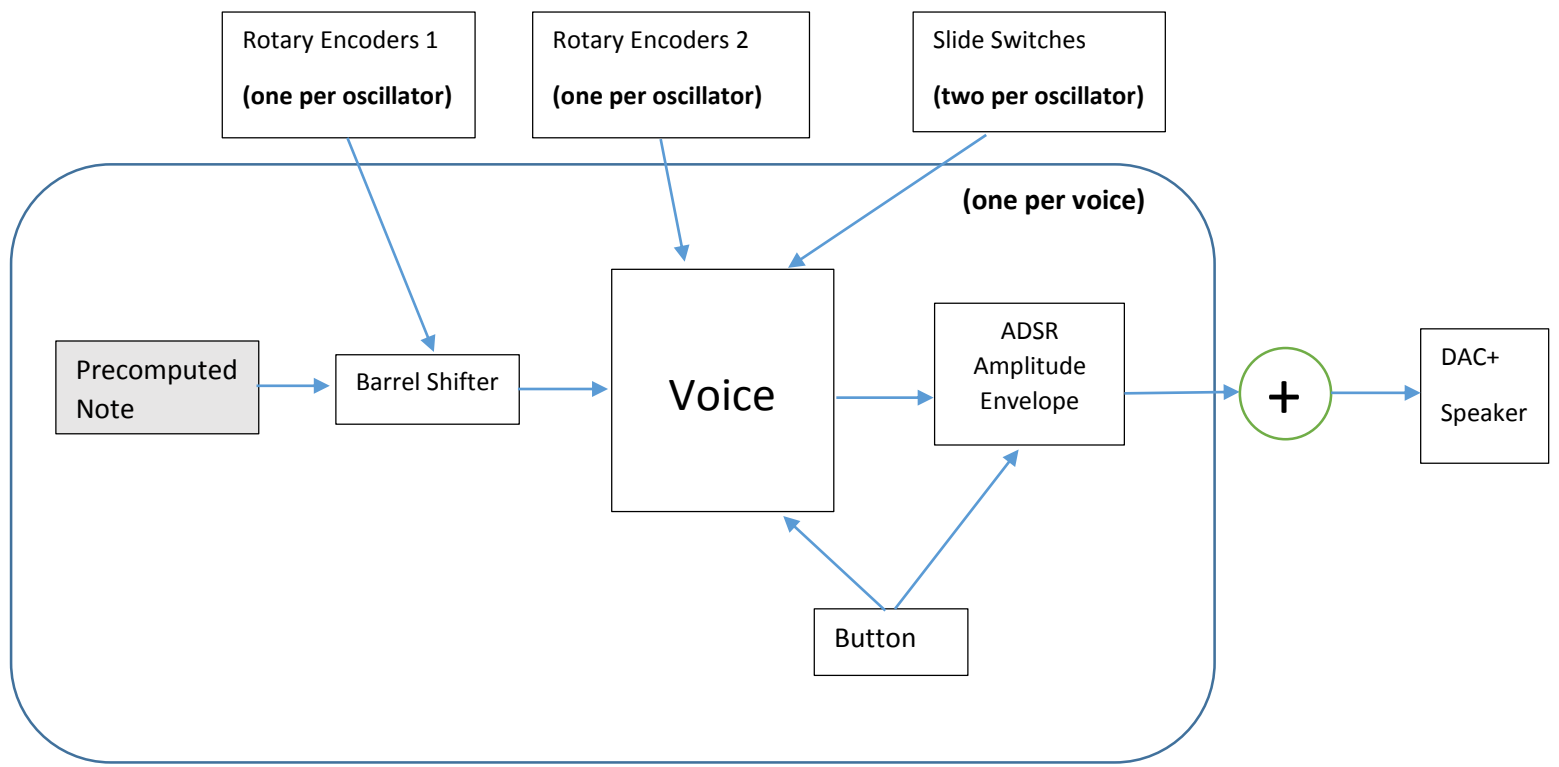 Rotary Encoders 1
(one per oscillator)
Rotary Encoders 2
(one per oscillator)
Slide Switches
(two per oscillator)
(one per voice)
Precomputed
Note
Barrel Shifter
Voice
ADSR
Amplitude
Envelope
+
DAC+
Speaker
Button